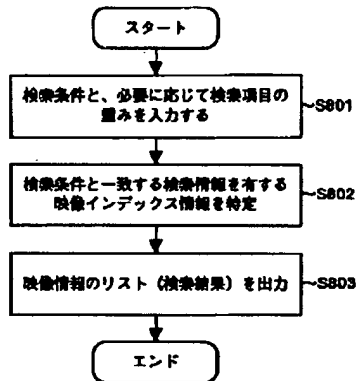 スタート
検索条件と、必要に応じて検索項目の
重みを入力する
S801
検索条件と一致する検索情報を有する
映像インデックス情報を特定
S802
映像情報のリスト（検索結果）を出力
S803
エンド